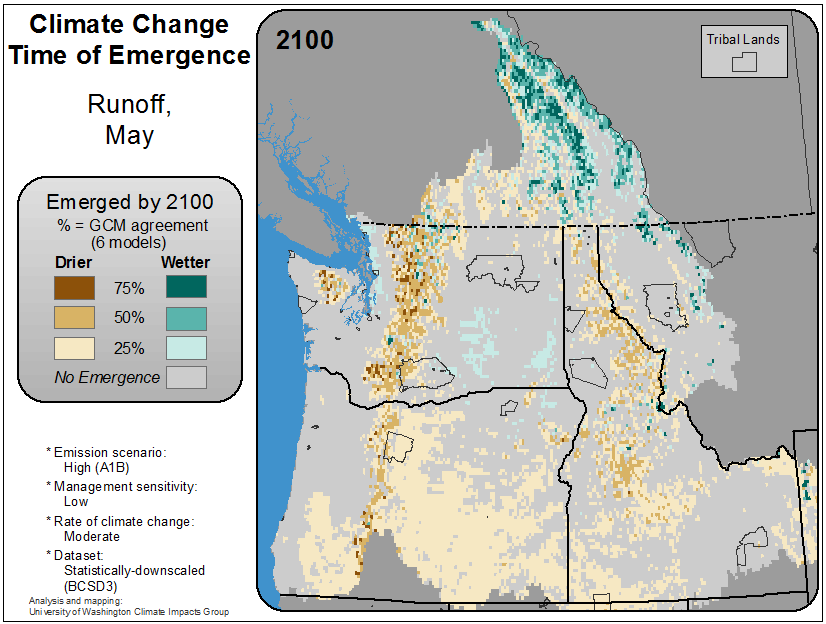 Climate Change
Time of Emergence
Runoff,
May
Emerged by 2100
% = GCM agreement
(6 models)
Drier Wetter
75%
50%
25%
No Emergence
* Emission scenario:
High (A1B)
* Management sensitivity:
Low
* Rate of climate change:
Moderate
* Dataset:
Statistically-downscaled
(BCSD3)
Analysis and mapping:
University of Washington Climate Impacts Group
2100
Tribal Lands